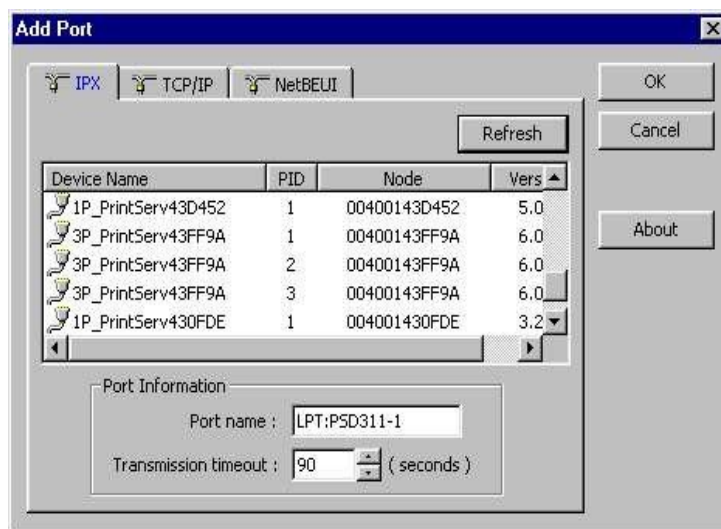 Add Port
IPX TCP/IP NetBEUI
OK
Refresh
Cancel
Device Name PID Node Vers
1P_PrintServ43D452 1 00400143D452 5.0
3P_PrintServ43FF9A 1 00400143FF9A 6.0
About
3P_PrintServ43FF9A 2 00400143FF9A 6.0
3P_PrintServ43FF9A 3 00400143FF9A 6.0
1P_PrintServ430FDE 1 004001430FDE 3.2
Port Information
Port name : LPT:PSD311-1
Transmission timeout : 90 ( seconds )